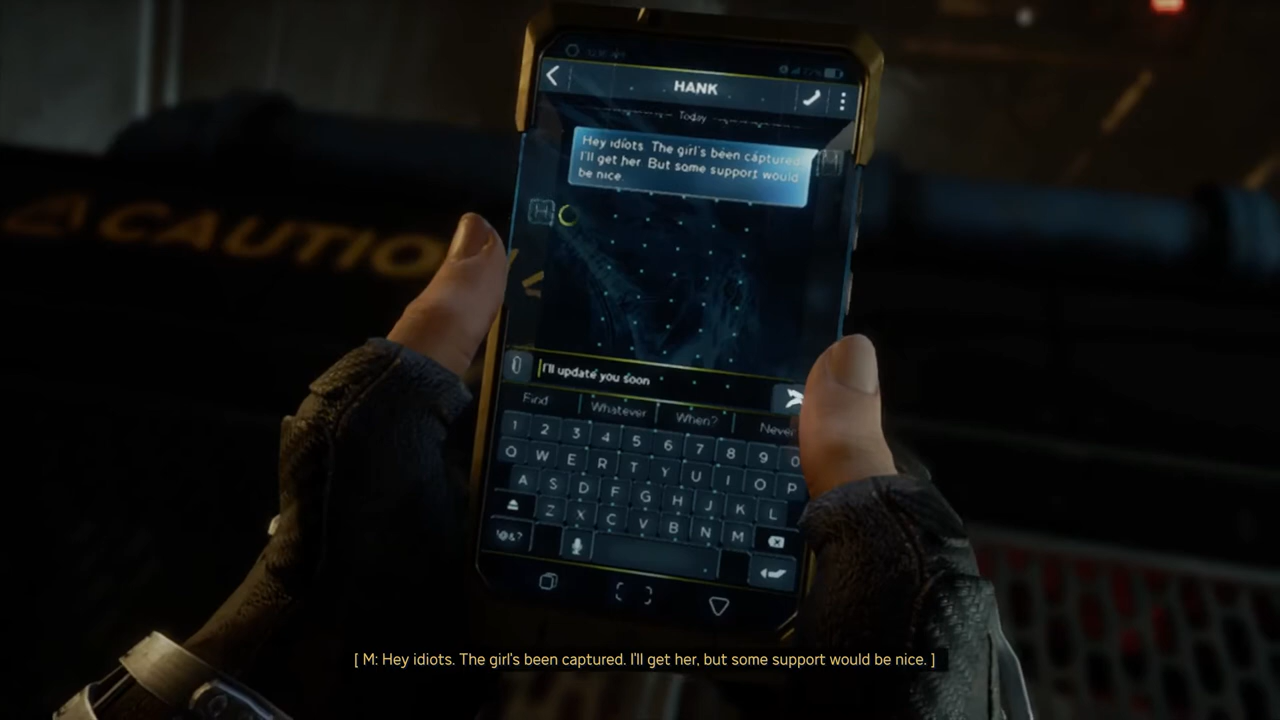 HANK
Today
Hey idiots. The girl's been captured.
I'll get her. But some support would
be nice.
M
H
CAUTIO
I'll update you soon
Find Whatever When? Never
1 2 3 4 5 6 7 8 9 0
Q W E R T Y U I O P
A S D F G H J K L
Z X C V B N M
!@&?
[ M: Hey idiots. The girl's been captured. I'll get her, but some support would be nice. ]